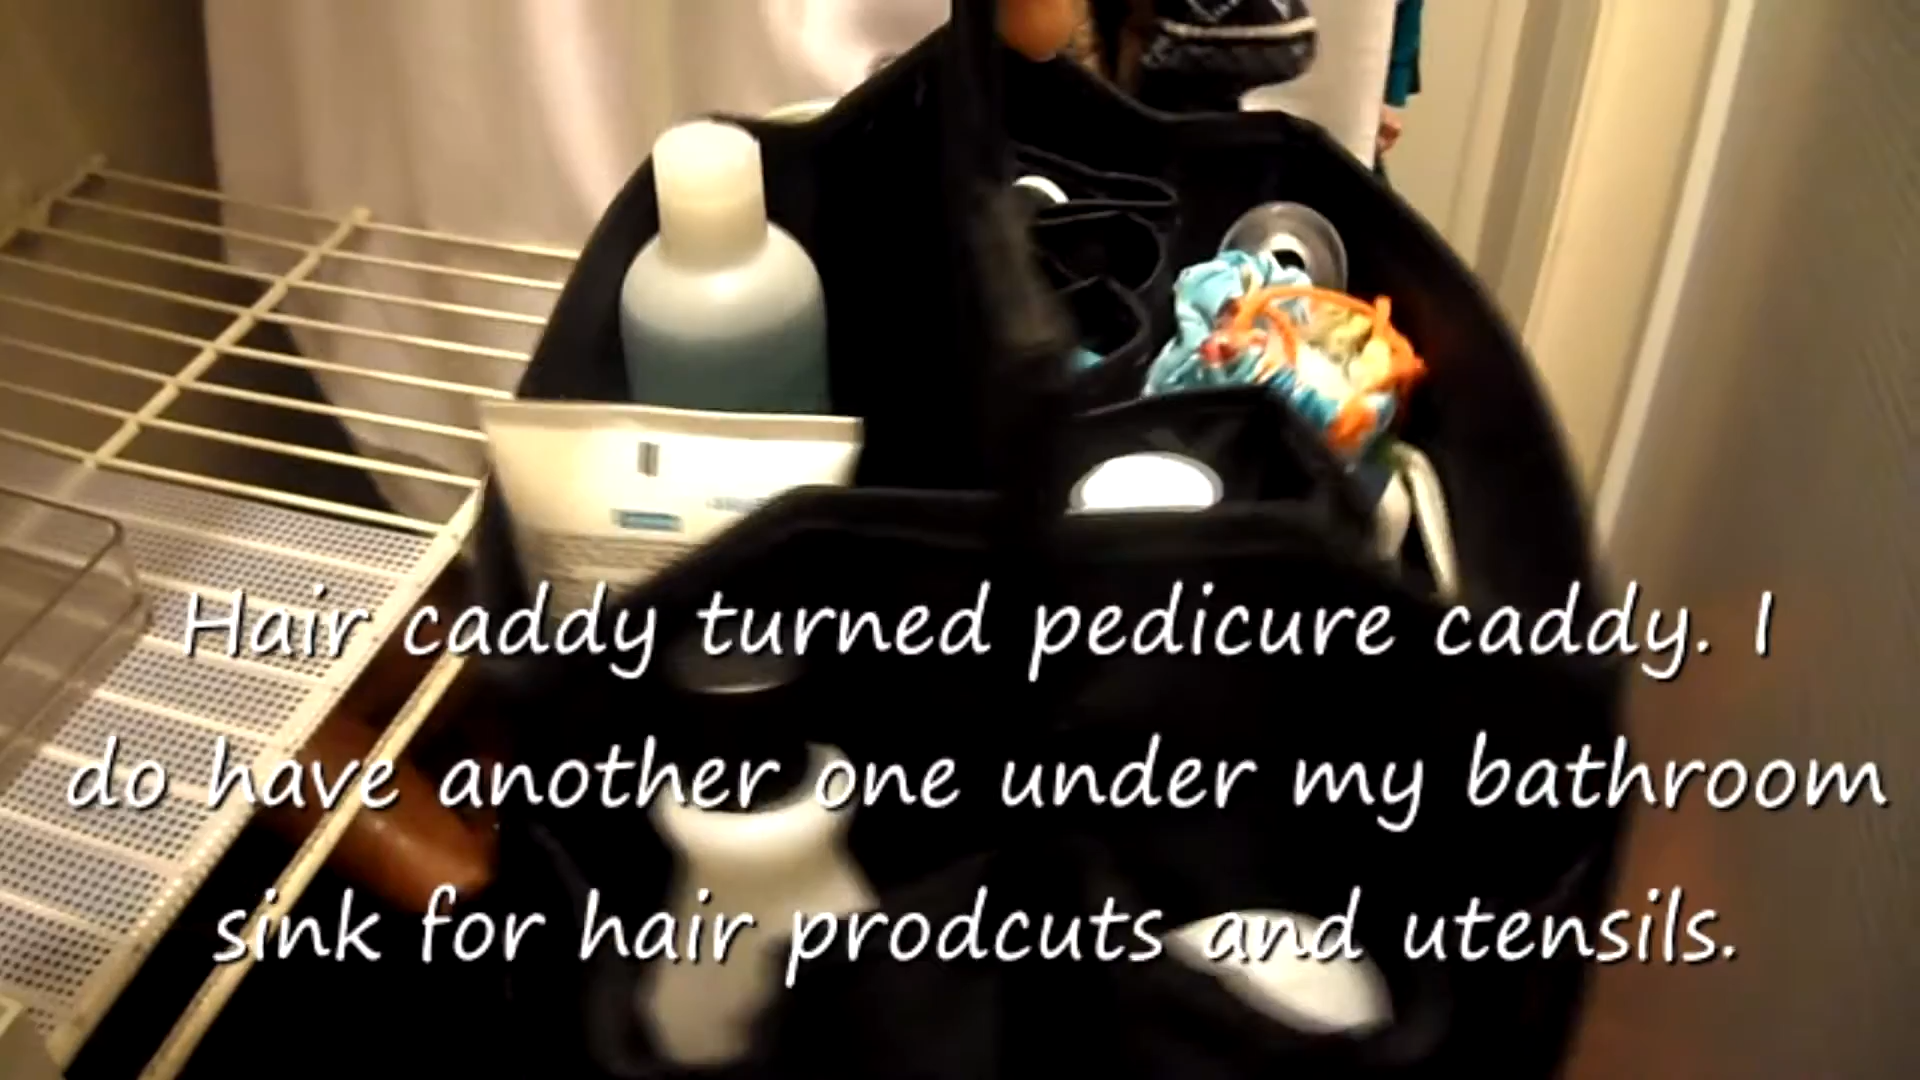 Hair caddy turned pedicure caddy. I
do have another one under my bathroom
sink for hair prodcuts and utensils.